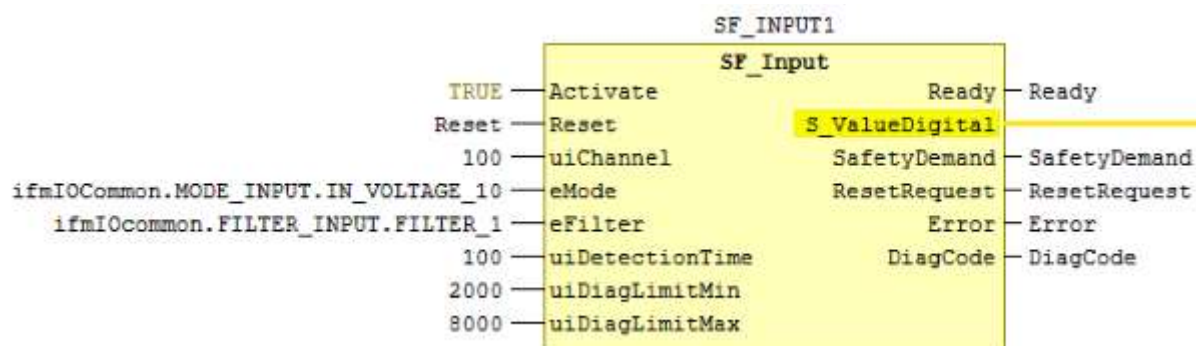 SF_INPUT1
SF_Input
TRUE Activate Ready Ready
Reset Reset S_ValueDigital
100 uiChannel SafetyDemand SafetyDemand
ifmIOCommon.MODE_INPUT.IN_VOLTAGE_10 eMode ResetRequest ResetRequest
ifmIOcommon.FILTER_INPUT.FILTER_1 eFilter Error Error
100 uiDetectionTime DiagCode DiagCode
2000 uiDiagLimitMin
8000 uiDiagLimitMax